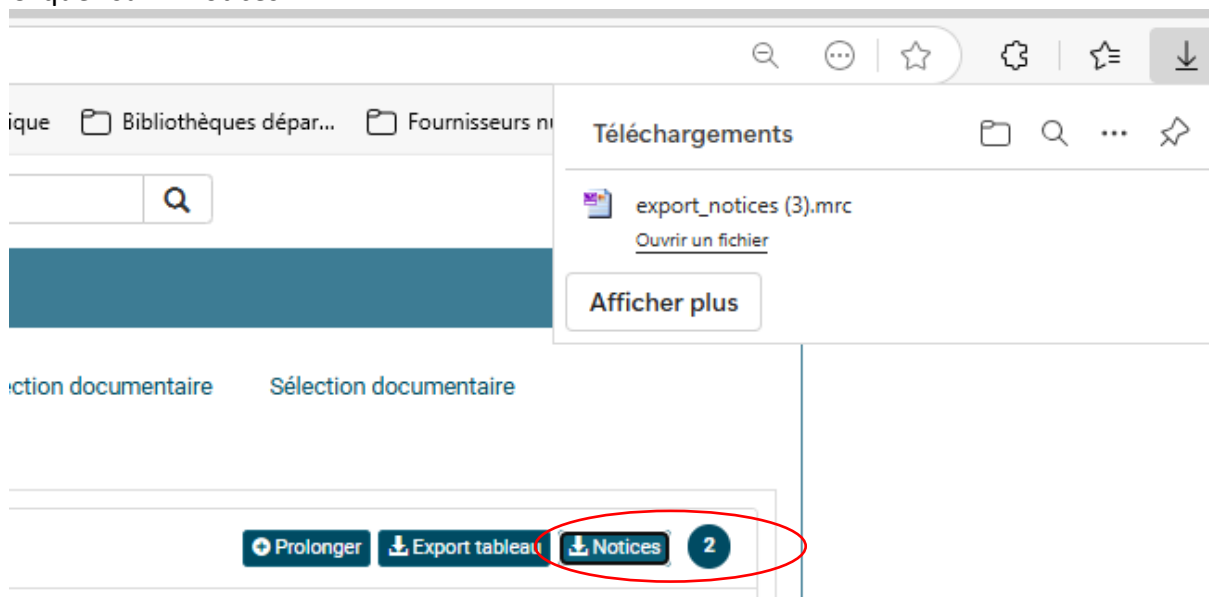 ique Bibliothèques dépar... Fournisseurs nu
Téléchargements
export_notices (3).mrc
Ouvrir un fichier
Afficher plus
ction documentaire Sélection documentaire
Prolonger Export tableau Notices 2